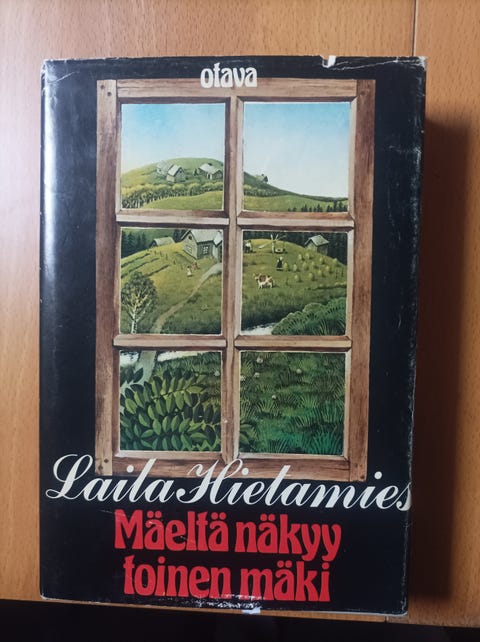 otava
Laila Hietamies
Mäeltä näkyy
toinen mäki